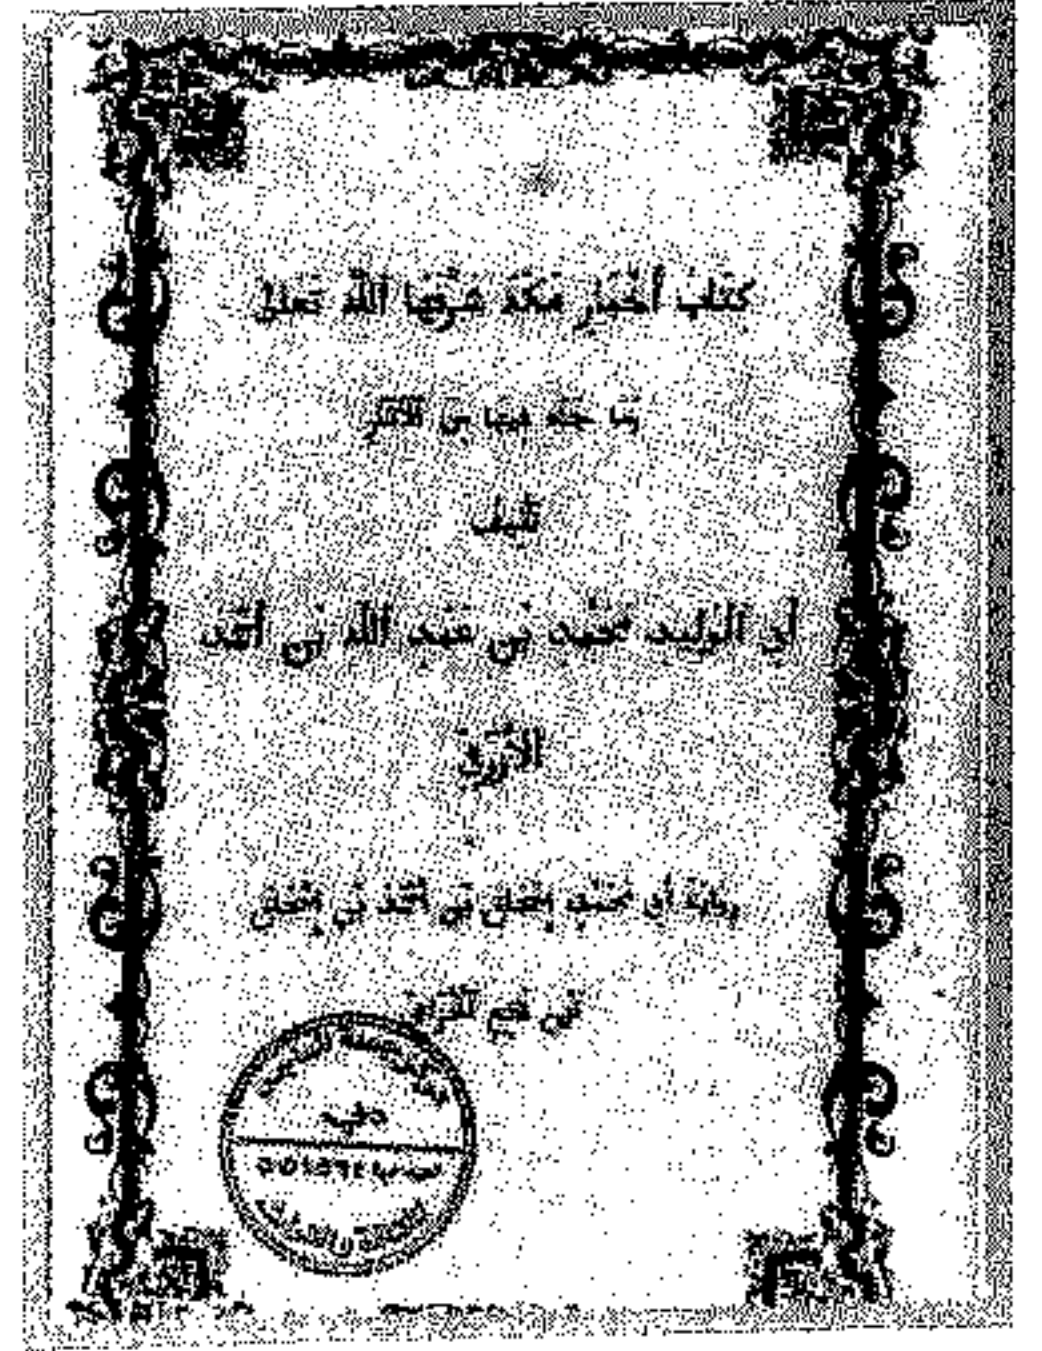 كتاب أخبار مكة شرفها الله تعالى
وما جاء فيها من الآثار
تأليف
أبي الوليد محمد بن عبد الله بن أحمد
الأزرقي
رواية أبي محمد إسحاق بن أحمد بن إسحاق
بن نافع الخزاعي